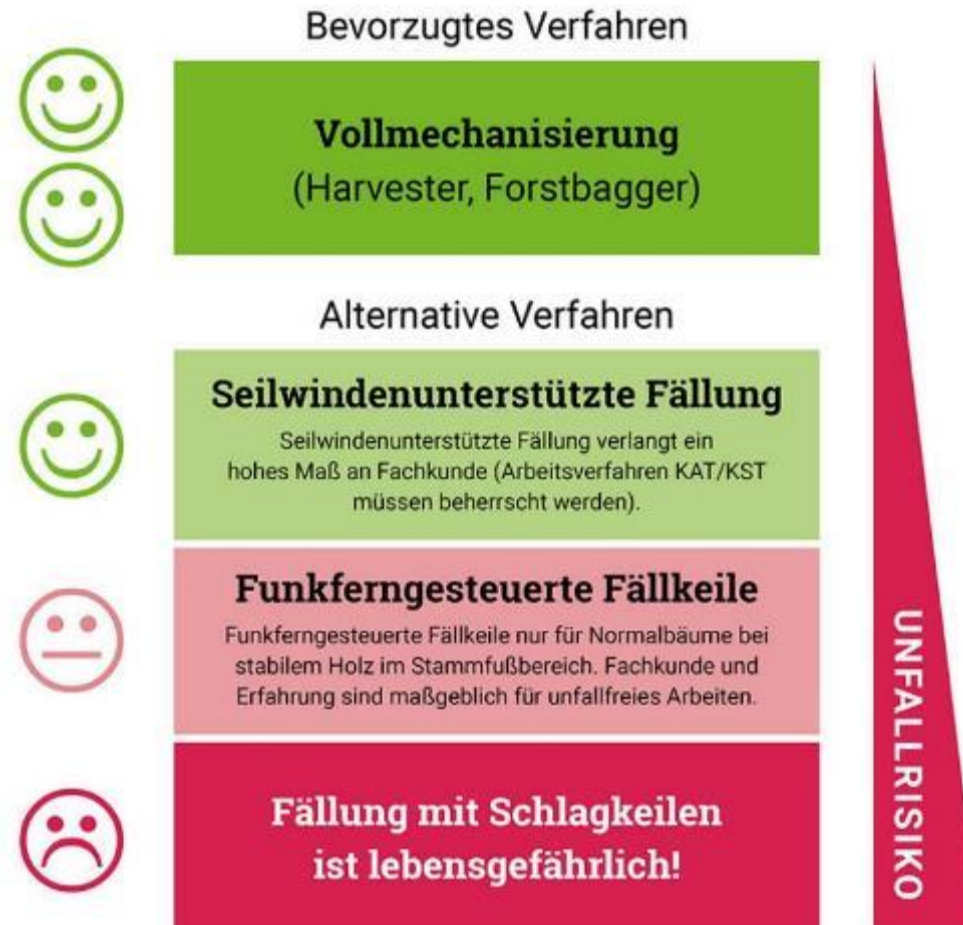 Bevorzugtes Verfahren
Vollmechanisierung
(Harvester, Forstbagger)
Alternative Verfahren
Seilwindenunterstützte Fällung
Seilwindenunterstützte Fällung verlangt ein
hohes Maß an Fachkunde (Arbeitsverfahren KAT/KST
müssen beherrscht werden).
Funkferngesteuerte Fällkeile
Funkferngesteuerte Fällkeile nur für Normalbäume bei
stabilem Holz im Stammfußbereich. Fachkunde und
Erfahrung sind maßgeblich für unfallfreies Arbeiten.
Fällung mit Schlagkeilen
ist lebensgefährlich!
UNFALLRISIKO